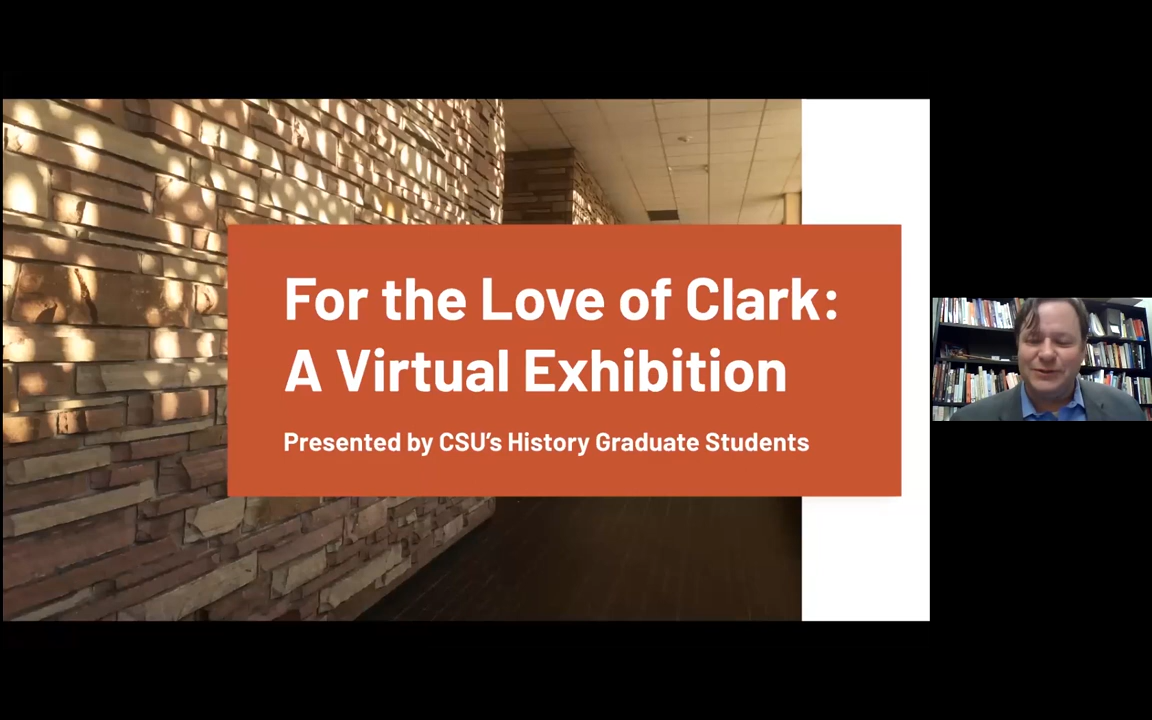 For the Love of Clark:
A Virtual Exhibition
Presented by CSU's History Graduate Students